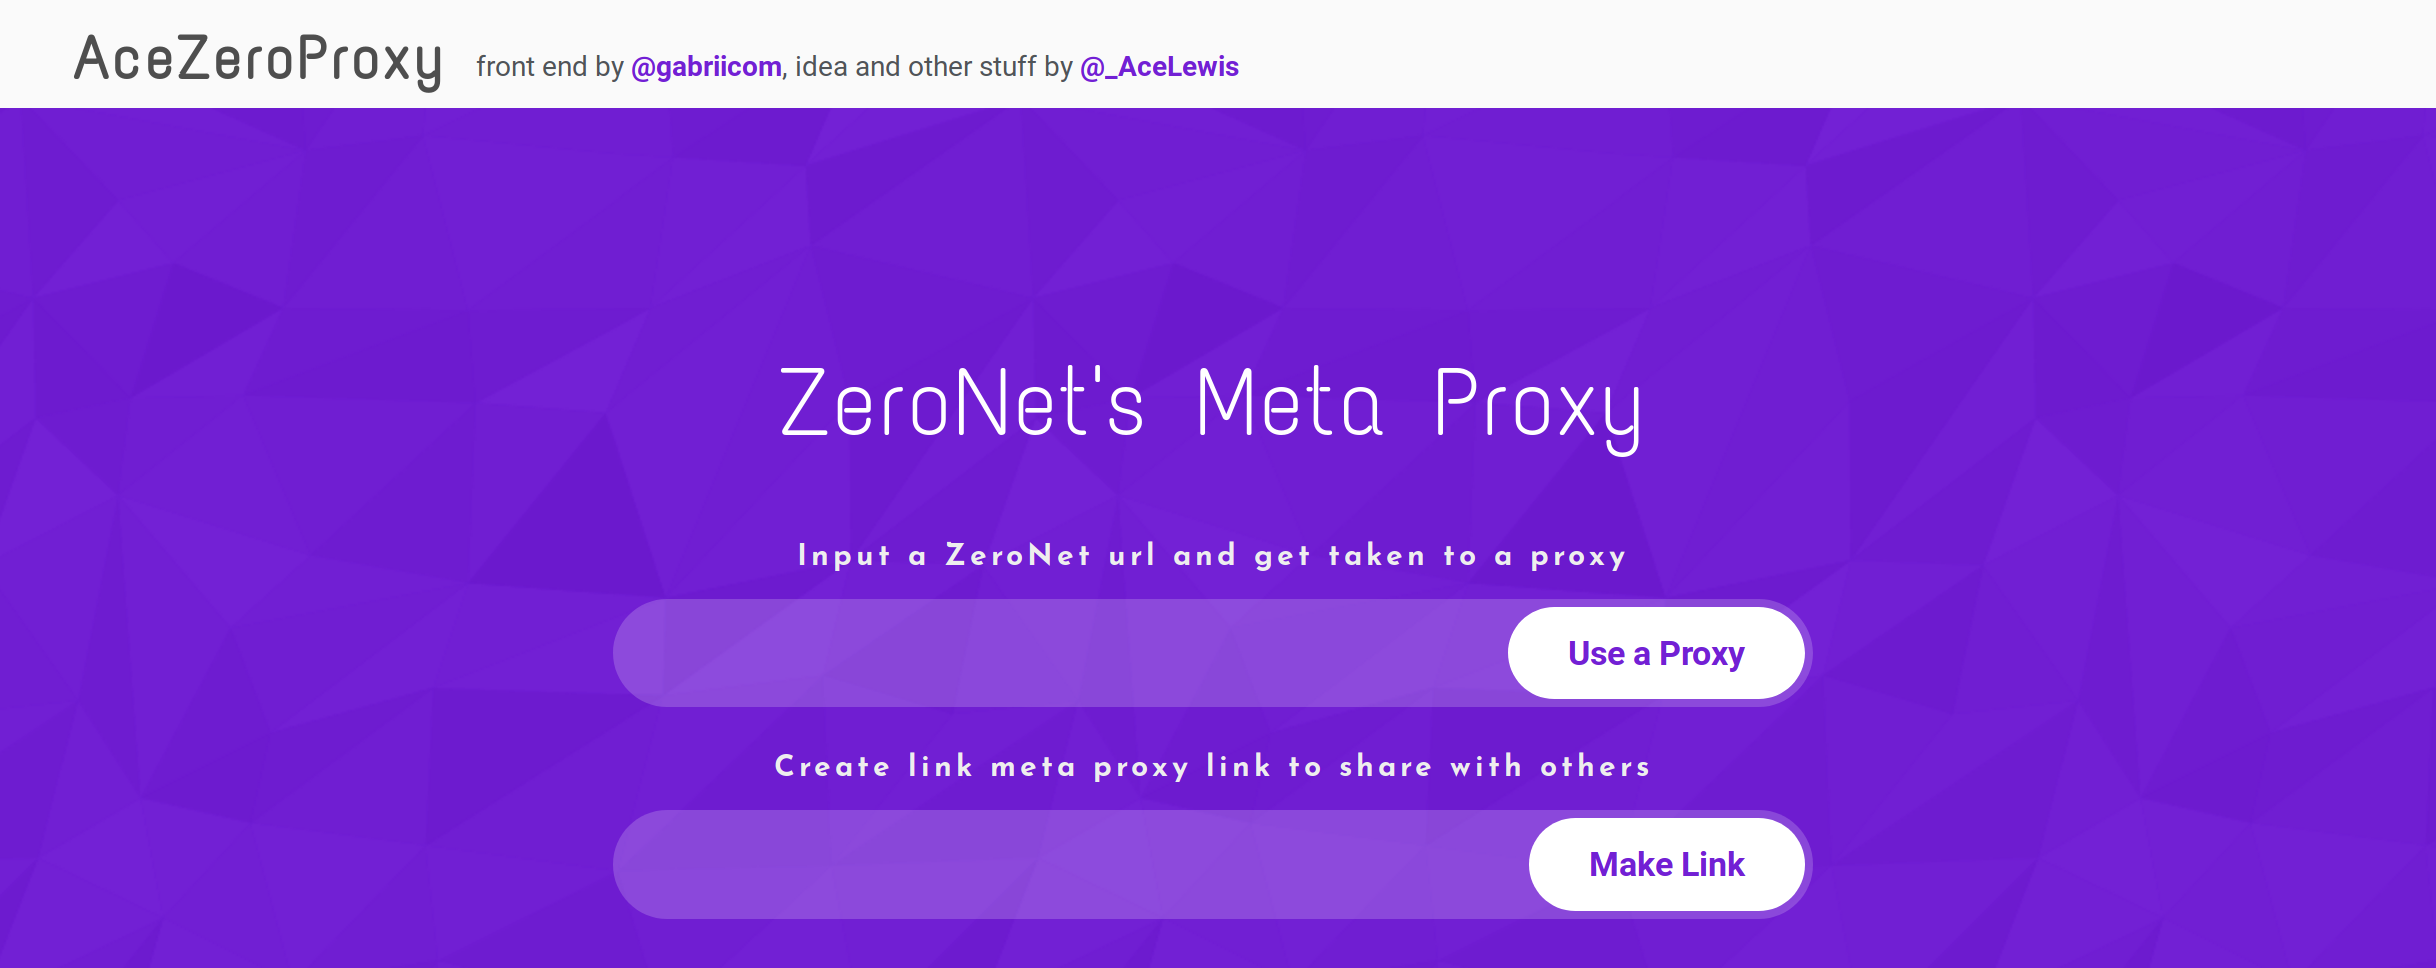 AceZeroProxy front end by @gabriicom, idea and other stuff by @_AceLewis
ZeroNet's Meta Proxy
Input a ZeroNet url and get taken to a proxy
Use a Proxy
Create link meta proxy link to share with others
Make Link